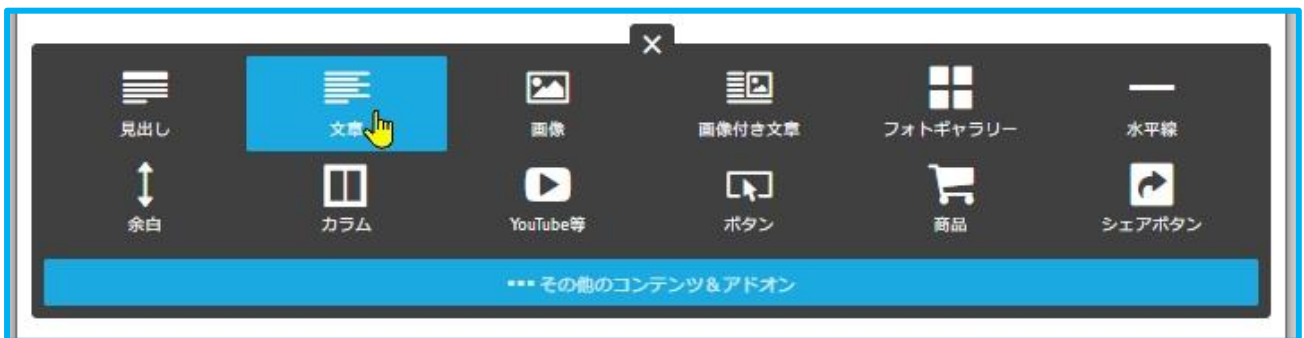 見出し 文章 画像 画像付き文章 フォトギャラリー 水平線
余白 カラム YouTube等 ボタン 商品 シェアボタン
その他のコンテンツ&アドオン